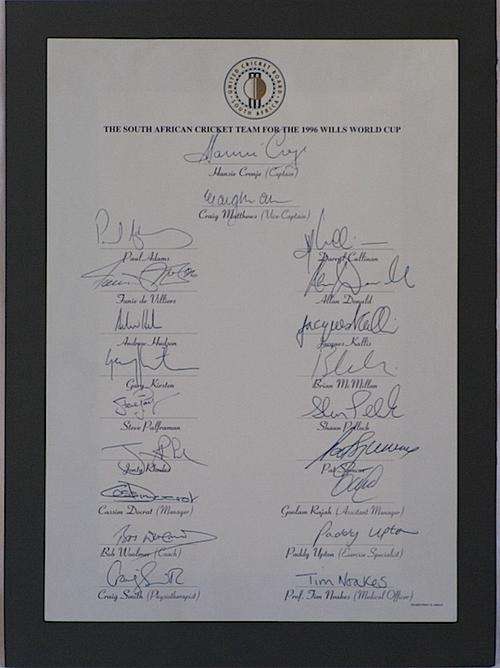 UNITED CRICKET BOARD
SOUTH AFRICA
THE SOUTH AFRICAN CRICKET TEAM FOR THE 1996 WILLS WORLD CUP
Hansie Cronje (Captain)
Craig Matthews (Vice Captain)
Paul Adams Darryl Cullinan
Fanie de Villiers Allan Donald
Jacques Kallis
Andrew Hudson Jacques Kallis
Gary Kirsten Brian McMillan
Steve Palframan Shaun Pollock
Jonty Rhodes Pat Symcox
Cassim Docrat (Manager) Goolam Rajah (Assistant Manager)
Paddy Upton
Bob Woolmer (Coach) Paddy Upton (Exercise Specialist)
Tim Noakes
Craig Smith (Physiotherapist) Prof. Tim Noakes (Medical Officer)